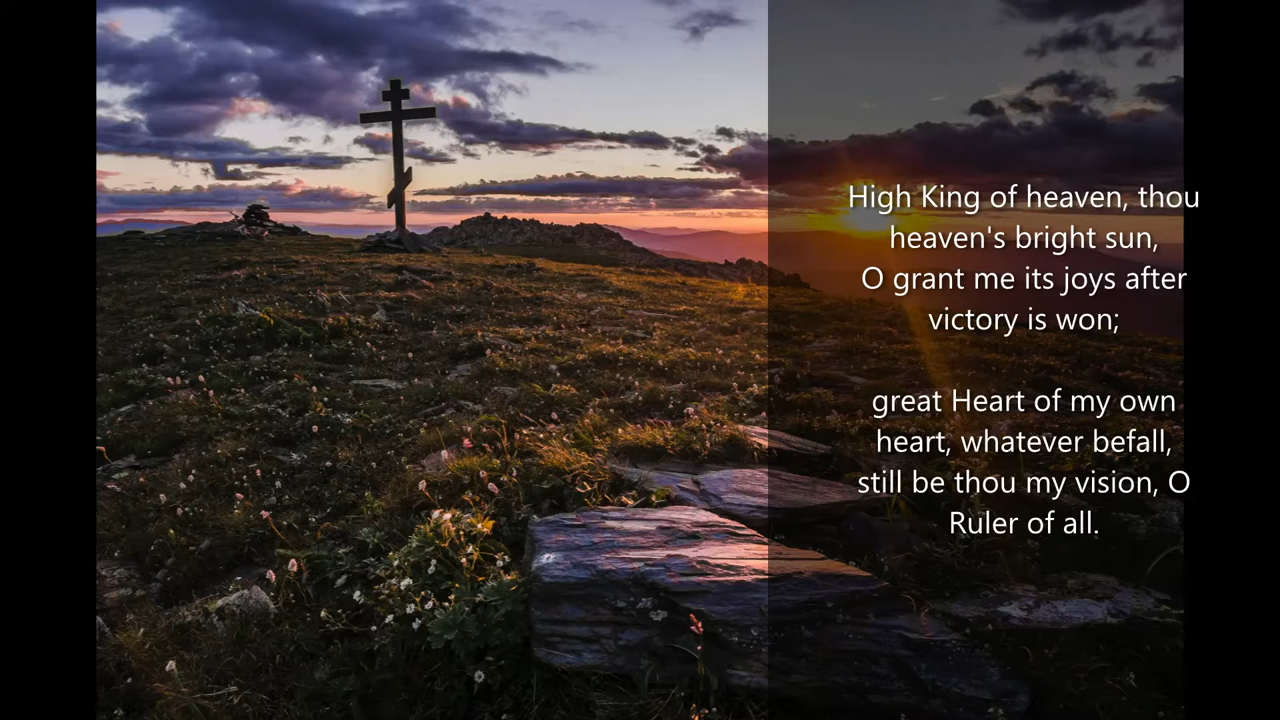 High King of heaven, thou
heaven's bright sun,
O grant me its joys after
victory is won;
great Heart of my own
heart, whatever befall,
still be thou my vision, O
Ruler of all.